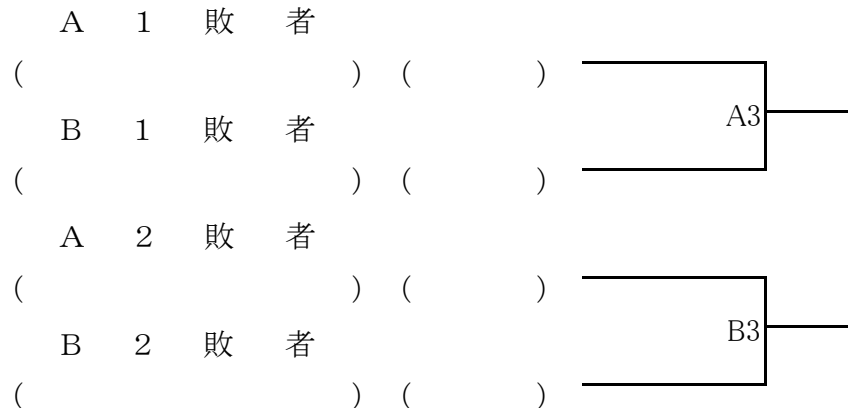 Ａ １ 敗 者
(　　　　　　　) (　　　)
A3
Ｂ １ 敗 者
(　　　　　　　) (　　　)
Ａ ２ 敗 者
(　　　　　　　) (　　　)
B3
Ｂ ２ 敗 者
(　　　　　　　) (　　　)